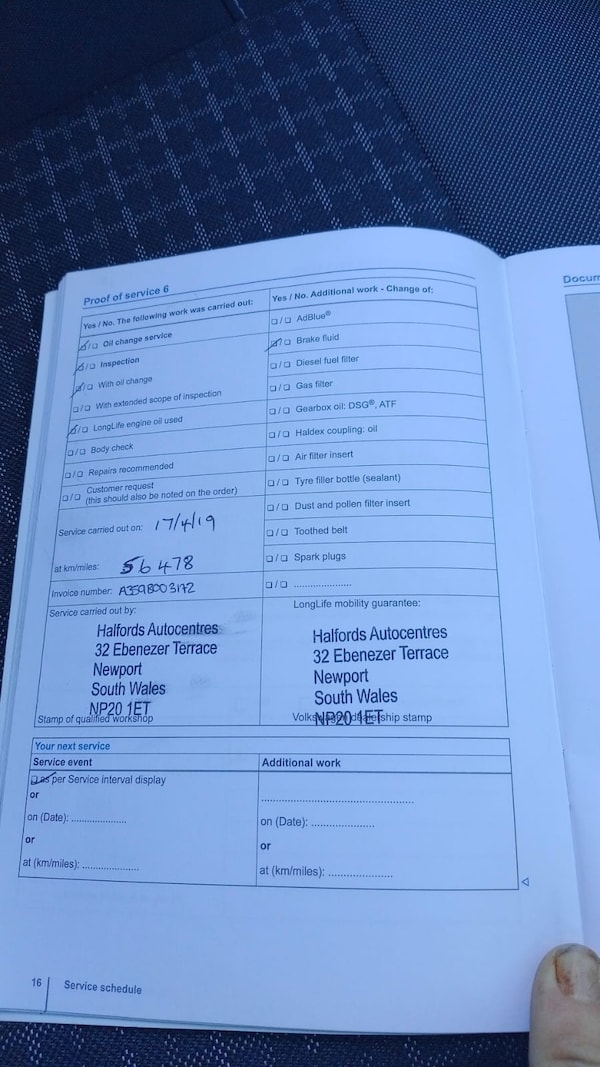 Proof of service 6
Yes / No. The following work was carried out:
❏/❏ Oil change service
❏/❏ Inspection
❏/❏ With oil change
❏/❏ With extended scope of inspection
❏/❏ LongLife engine oil used
❏/❏ Body check
❏/❏ Repairs recommended
❏/❏ Customer request
(this should also be noted on the order)
Service carried out on: 17/4/19
at km/miles: 56 478
Invoice number:
Service carried out by:
Halfords Autocentres
32 Ebenezer Terrace
Newport
South Wales
NP20 1ET
Stamp of qualified workshop
Yes / No. Additional work - Change of:
❏/❏ AdBlue®
❏/❏ Brake fluid
❏/❏ Diesel fuel filter
❏/❏ Gas filter
❏/❏ Gearbox oil: DSG®, ATF
❏/❏ Haldex coupling: oil
❏/❏ Air filter insert
❏/❏ Tyre filler bottle (sealant)
❏/❏ Dust and pollen filter insert
❏/❏ Toothed belt
❏/❏ Spark plugs
❏/❏ .....................
LongLife mobility guarantee:
Halfords Autocentres
32 Ebenezer Terrace
Newport
South Wales
NP20 1ET
Volkswagen dealership stamp
Your next service
Service event
❏ as per Service interval display
or
on (Date): ....................
or
at (km/miles): ....................
Additional work
..................................................
on (Date): .......................
or
at (km/miles): .......................
16
Service schedule
Docum